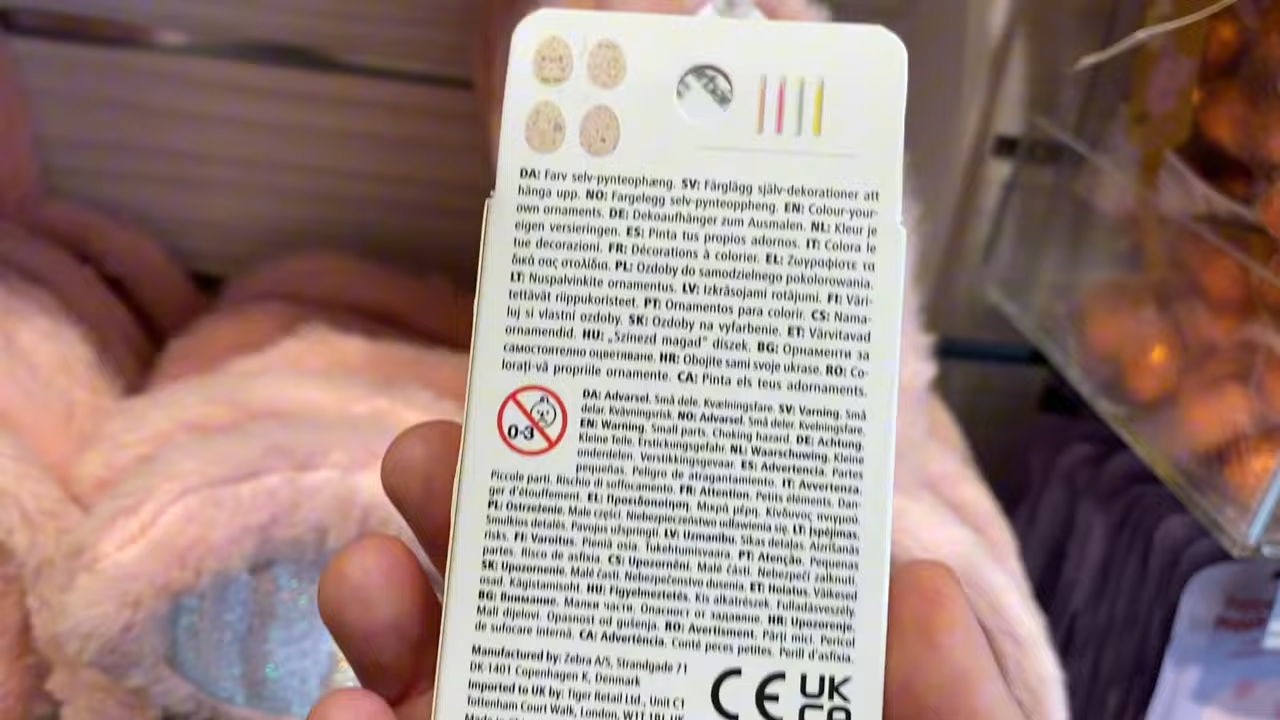 DA: Farv selv-pynteophæng. SV: Färglägg själv-dekorationer att
hänga upp. NO: Fargelegg selv-pynteoppheng. EN: Colour-your-
own ornaments. DE: Dekoaufhänger zum Ausmalen. NL: Kleur je
eigen versieringen. ES: Pinta tus propios adornos. IT: Colora le
tue decorazioni. FR: Décorations à colorier. EL: Ζωγραφίστε τα
δικά σας στολίδια. PL: Ozdoby do samodzielnego pokolorowania.
LT: Nuspalvinkite ornamentus. LV: Izkrāsojami rotājumi. FI: Väri-
tettävät riippukoristeet. PT: Ornamentos para colorir. CS: Nama-
luj si vlastní ozdoby. SK: Ozdoby na vyfarbenie. ET: Värvitavad
ornamendid. HU: „Színezd magad” díszek. BG: Орнаменти за
самостоятелно оцветяване. HR: Obojite sami svoje ukrase. RO: Co-
lorați-vă propriile ornamente. CA: Pinta els teus adornaments.
0-3
DA: Advarsel. Små dele. Kvælningsfare. SV: Varning. Små
delar. Kvävningsrisk. NO: Advarsel. Små deler. Kvelningsfare.
EN: Warning. Small parts. Choking hazard. DE: Achtung.
Kleine Teile. Erstickungsgefahr. NL: Waarschuwing. Kleine
onderdelen. Verstikkingsgevaar. ES: Advertencia. Partes
pequeñas. Peligro de atragantamiento. IT: Avvertenza.
Piccole parti. Rischio di soffocamento. FR: Attention. Petits éléments. Dan-
ger d'étouffement. EL: Προειδοποίηση. Μικρά μέρη. Κίνδυνος πνιγμού.
PL: Ostrzeżenie. Małe części. Niebezpieczeństwo udławienia się. LT: Įspėjimas.
Smulkios detalės. Pavojus uždusti. LV: Uzmanību. Sīkas detaļas. Aizrīšanās
risks. FI: Varoitus. Pieniä osia. Tukehtumisvaara. PT: Atenção. Pequenas
partes. Risco de asfixia. CS: Upozornění. Malé části. Nebezpečí zalknutí.
SK: Upozornenie. Malé časti. Nebezpečenstvo dusenia. ET: Hoiatus. Väikesed
osad. Kägistamisoht. HU: Figyelmeztetés. Kis alkatrészek. Fulladásveszély.
BG: Внимание. Малки части. Опасност от задавяне. HR: Upozorenje.
Mali dijelovi. Opasnost od gušenja. RO: Avertisment. Părți mici. Pericol
de sufocare internă. CA: Advertència. Conté peces petites. Perill d'asfíxia.
Manufactured by: Zebra A/S, Strandgade 71
DK-1401 Copenhagen K, Denmark
Imported to UK by: Tiger Retail Ltd., Unit C1
Tottenham Court Walk, London, W1T 1BJ, UK
Made in
CE UK
CA